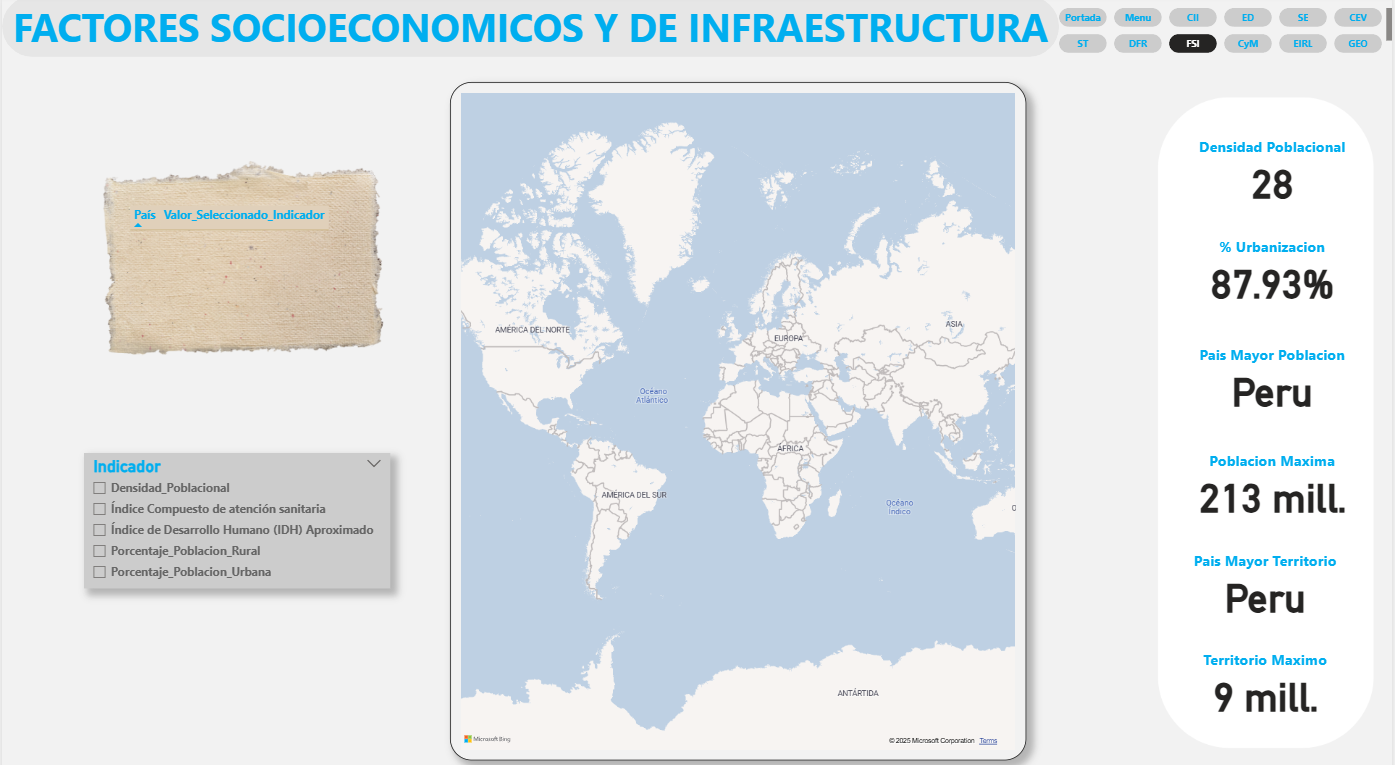 FACTORES SOCIOECONOMICOS Y DE INFRAESTRUCTURA
Portada Menu CII ED SE CEV
ST DFR FSI CyM EIRL GEO
País Valor_Seleccionado_Indicador
Indicador
Densidad_Poblacional
Índice Compuesto de atención sanitaria
Índice de Desarrollo Humano (IDH) Aproximado
Porcentaje_Poblacion_Rural
Porcentaje_Poblacion_Urbana
AMÉRICA DEL NORTE
EUROPA
ASIA
Océano
Atlántico
ÁFRICA
AMÉRICA DEL SUR
Océano
Índico
O
ANTÁRTIDA
Microsoft Bing
© 2025 Microsoft Corporation Terms
Densidad Poblacional
28
% Urbanizacion
87.93%
Pais Mayor Poblacion
Peru
Poblacion Maxima
213 mill.
Pais Mayor Territorio
Peru
Territorio Maximo
9 mill.